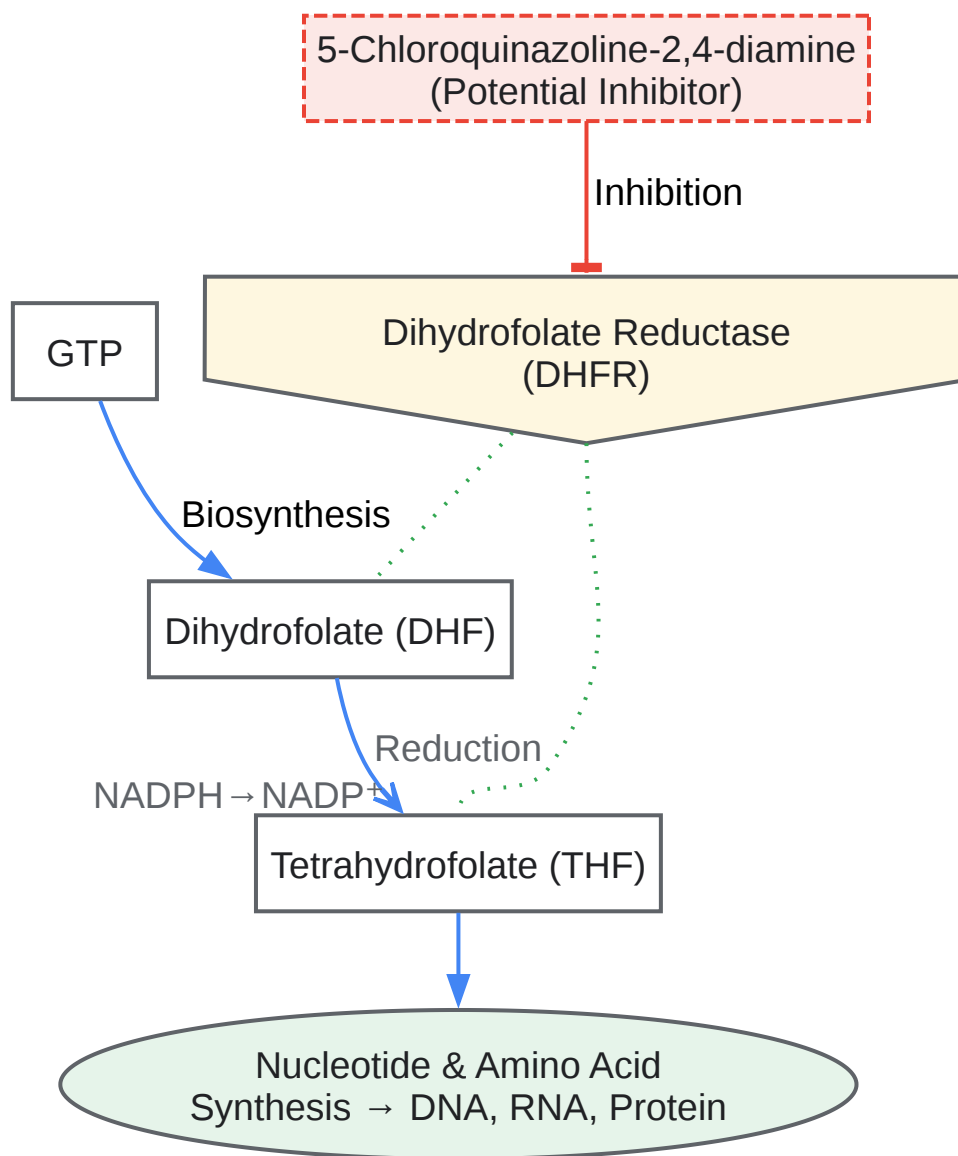 5-Chloroquinazoline-2,4-diamine
(Potential Inhibitor)
Inhibition
Dihydrofolate Reductase
(DHFR)
GTP
Biosynthesis
Dihydrofolate (DHF)
Reduction
NADPH→NADP⁺
Tetrahydrofolate (THF)
Nucleotide & Amino Acid
Synthesis → DNA, RNA, Protein